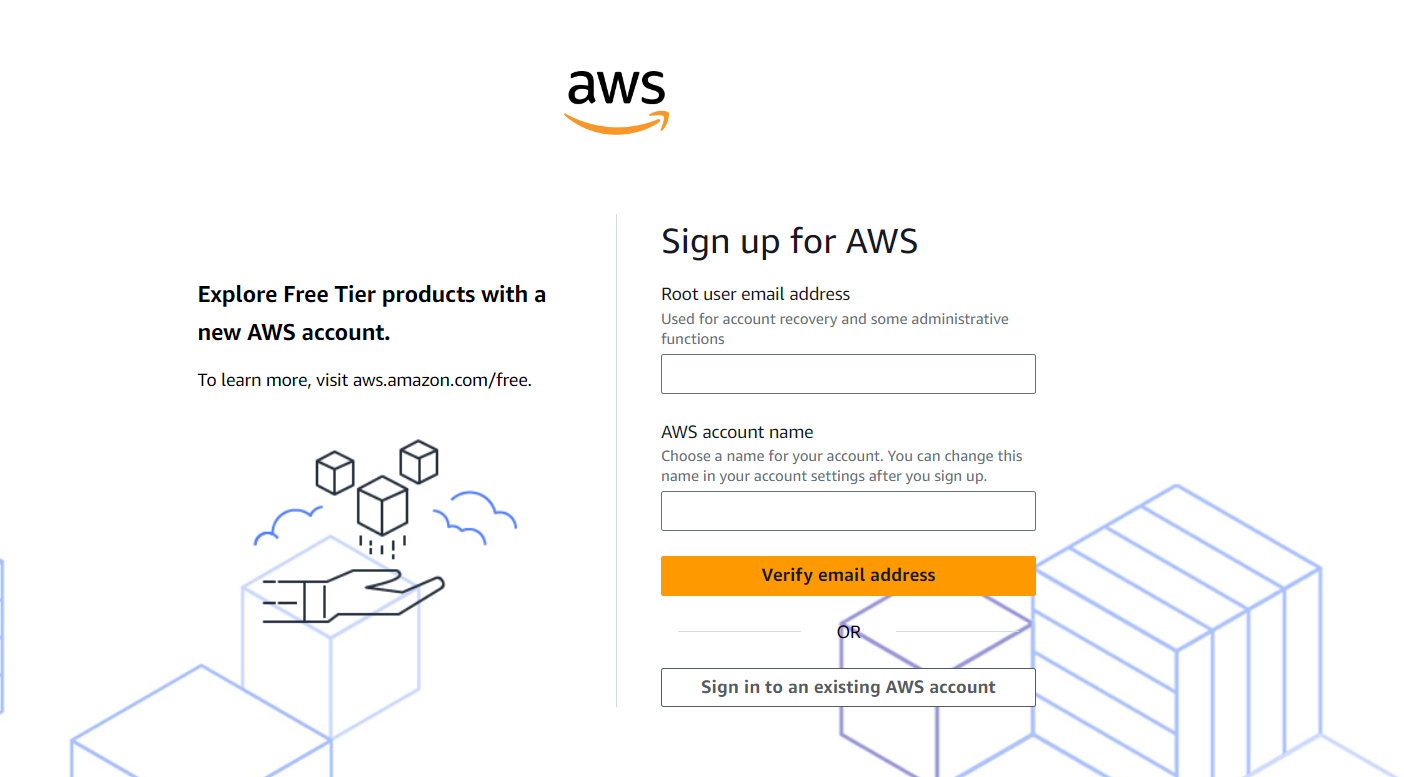 aws
Explore Free Tier products with a
new AWS account.
To learn more, visit aws.amazon.com/free.
Sign up for AWS
Root user email address
Used for account recovery and some administrative
functions
AWS account name
Choose a name for your account. You can change this
name in your account settings after you sign up.
Verify email address
OR
Sign in to an existing AWS account